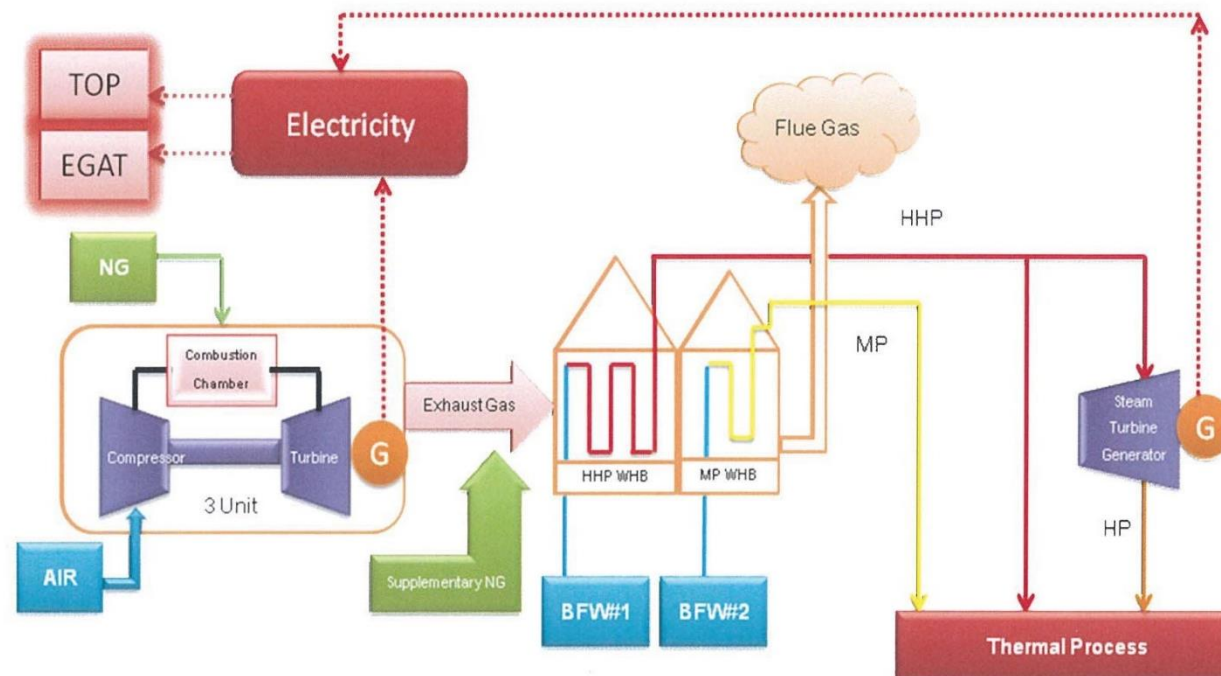 TOP
EGAT
Electricity
Flue Gas
HHP
NG
MP
Combustion
Chamber
Exhaust Gas
Compressor
Turbine
G
3 Unit
HHP WHB
MP WHB
Steam
Turbine
Generator
G
HP
AIR
Supplementary NG
BFW#1
BFW#2
Thermal Process